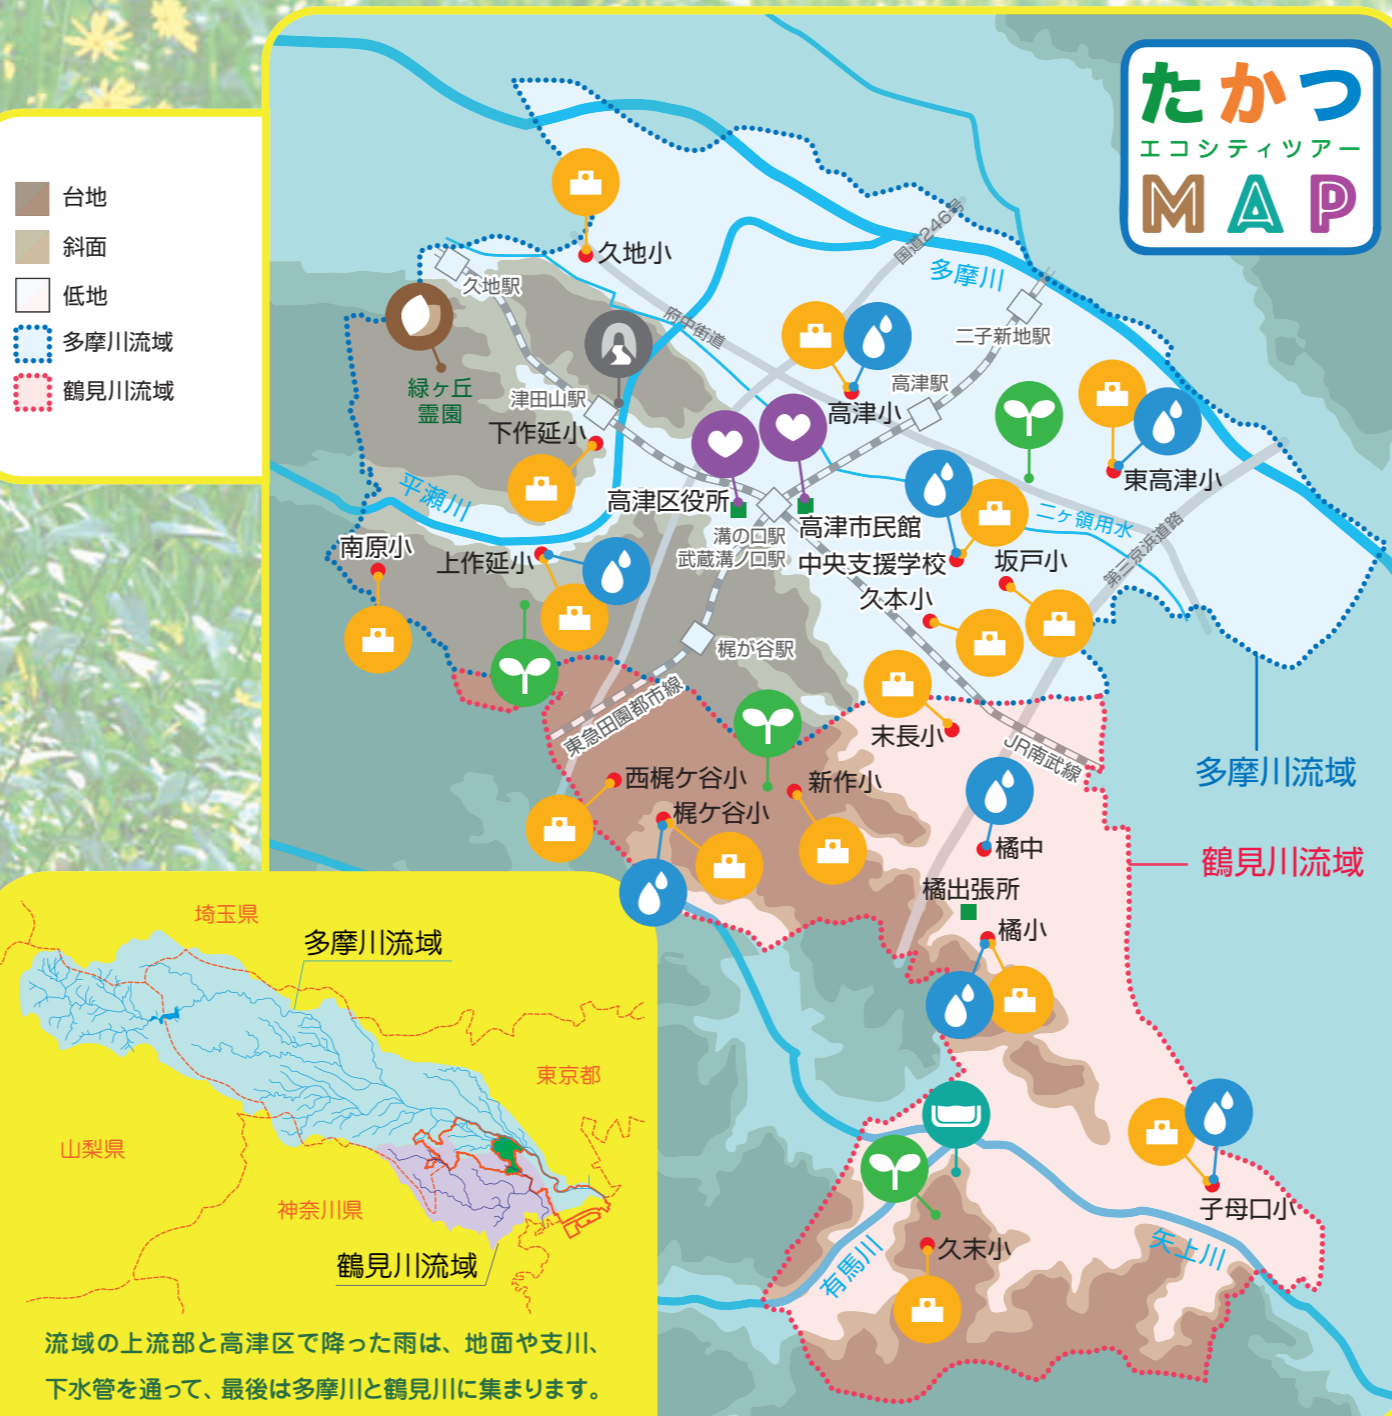 たかつ
エコシティツアー
MAP
台地
斜面
低地
多摩川流域
鶴見川流域
久地小
国道246号
多摩川
久地駅
府中街道
二子新地駅
緑ヶ丘
霊園
津田山駅
高津駅
高津小
下作延小
東高津小
平瀬川
高津区役所
高津市民館
二ヶ領用水
溝の口駅
武蔵溝ノ口駅
中央支援学校
坂戸小
第三京浜道路
南原小
上作延小
久本小
梶が谷駅
東急田園都市線
末長小
JR南武線
多摩川流域
西梶ケ谷小
新作小
梶ケ谷小
橘中
鶴見川流域
橘出張所
橘小
子母口小
有馬川
久末小
矢上川
埼玉県
多摩川流域
東京都
山梨県
神奈川県
鶴見川流域
流域の上流部と高津区で降った雨は、地面や支川、
下水管を通って、最後は多摩川と鶴見川に集まります。